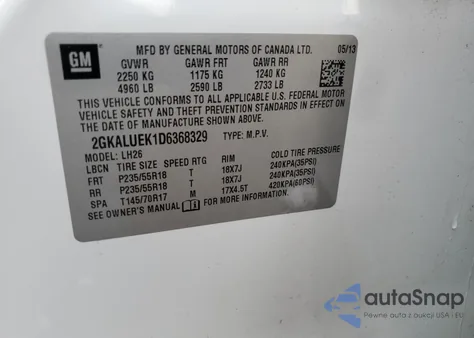 GM
MFD BY GENERAL MOTORS OF CANADA LTD. 05/13
GVWR GAWR FRT GAWR RR
2250 KG 1175 KG 1240 KG
4960 LB 2590 LB 2733 LB
THIS VEHICLE CONFORMS TO ALL APPLICABLE U.S. FEDERAL MOTOR
VEHICLE SAFETY AND THEFT PREVENTION STANDARDS IN EFFECT ON
THE DATE OF MANUFACTURE SHOWN ABOVE.
2GKALUEK1D6368329 TYPE: M.P.V.
MODEL: LH26
LBCN TIRE SIZE SPEED RTG RIM COLD TIRE PRESSURE
FRT P235/55R18 T 18X7J 240KPA(35PSI)
RR P235/55R18 T 18X7J 240KPA(35PSI)
SPA T145/70R17 M 17X4.5T 420KPA(60PSI)
SEE OWNER'S MANUAL FOR MORE INFORMATION.
autoSnap
Pewne auta z aukcji USA i EU